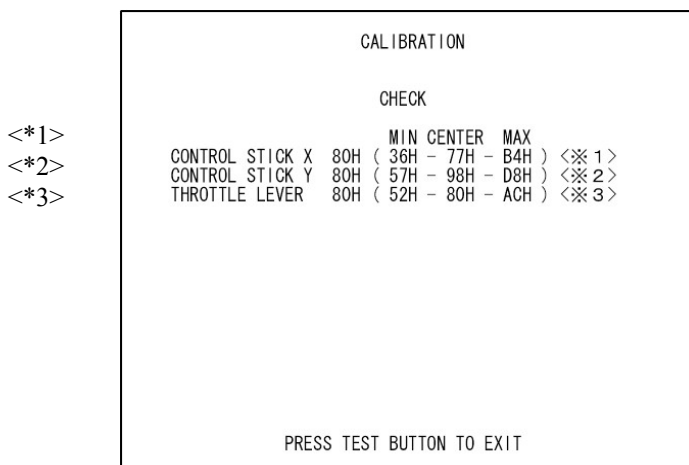 CALIBRATION
CHECK
MIN CENTER MAX
<*1> CONTROL STICK X 80H ( 36H - 77H - B4H ) <※1>
<*2> CONTROL STICK Y 80H ( 57H - 98H - D8H ) <※2>
<*3> THROTTLE LEVER 80H ( 52H - 80H - ACH ) <※3>
PRESS TEST BUTTON TO EXIT